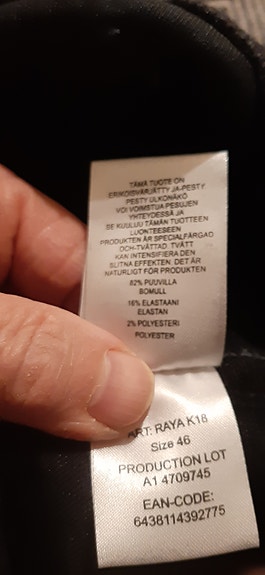 TÄMÄ TUOTE ON
ERIKOISVÄRJÄTTY JA-PESTY
PESTY ULKONÄKÖ
VOI VOIMISTUA PESUJEN
YHTEYDESSÄ JA
SE KUULUU TÄMÄN TUOTTEEN
LUONTEESEEN
PRODUKTEN ÄR SPECIALFÄRGAD
OCH-TVÄTTAD. TVÄTT
KAN INTENSIFIERA DEN
SLITNA EFFEKTEN. DET ÄR
NATURLIGT FÖR PRODUKTEN
82% PUUVILLA
BOMULL
16% ELASTAANI
ELASTAN
2% POLYESTERI
POLYESTER
ART: RAYA K18
Size 46
PRODUCTION LOT
A1 4709745
EAN-CODE:
6438114392775